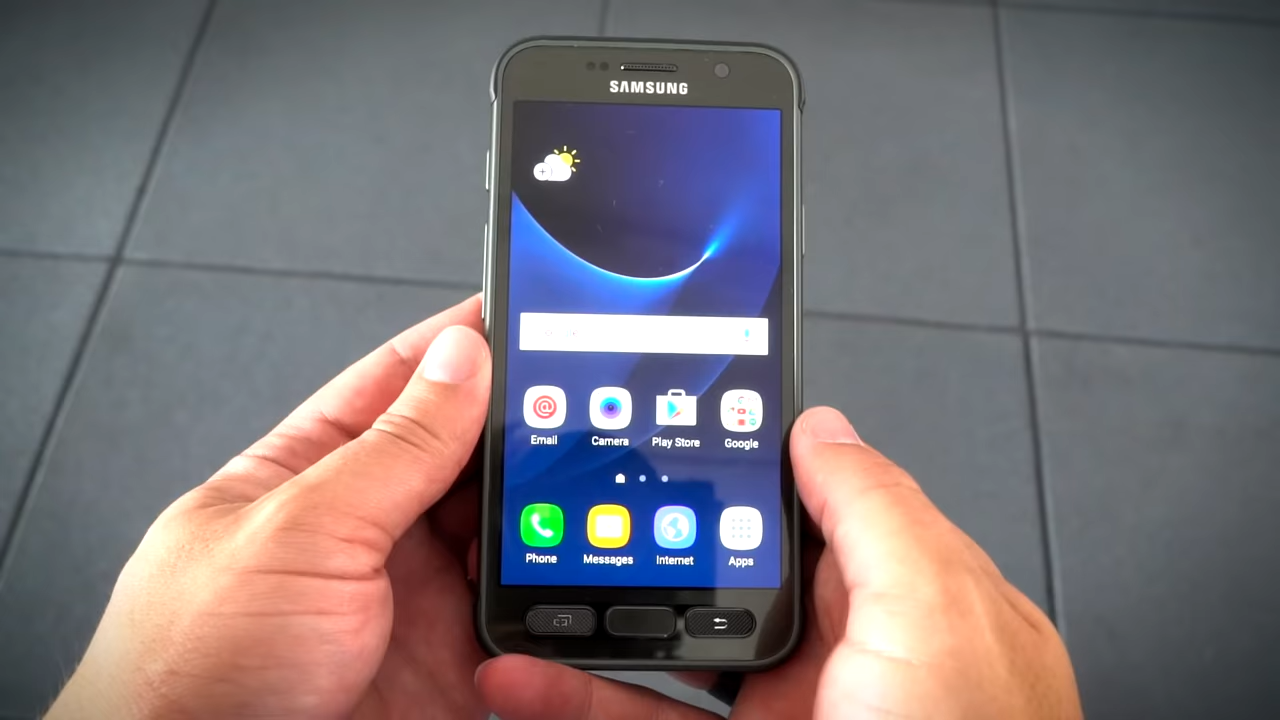 SAMSUNG
Email
Camera
Play Store
Google
Phone
Messages
Internet
Apps